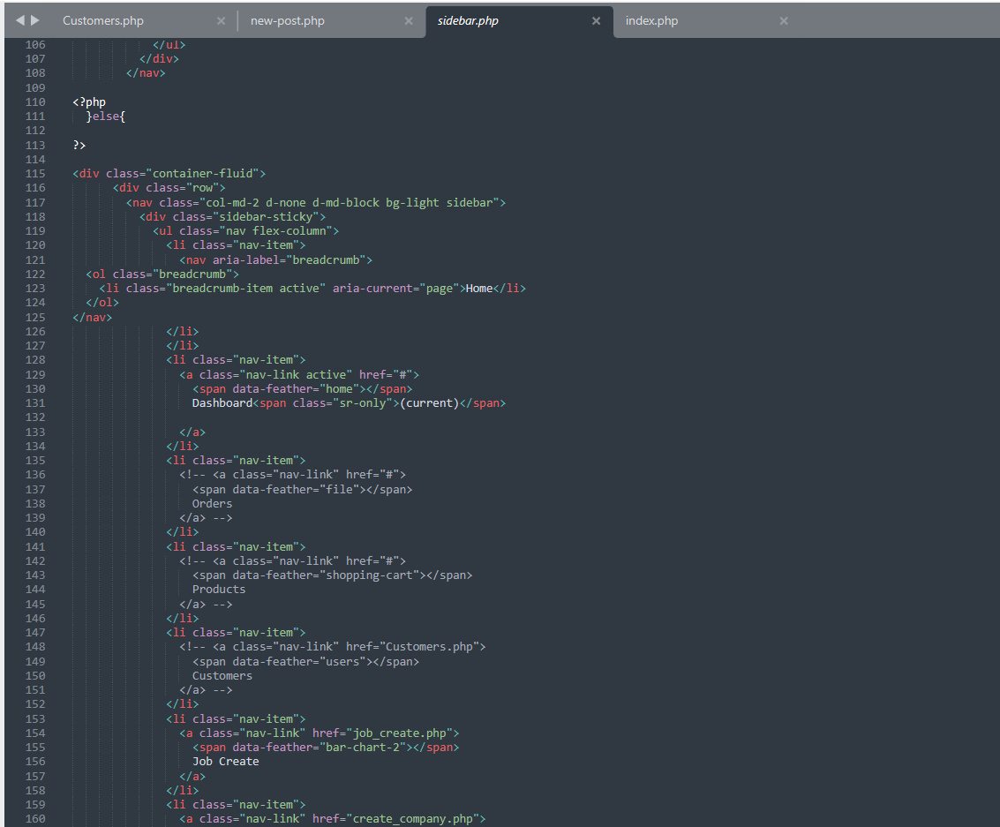 Customers.php × new-post.php × sidebar.php × index.php ×
106 </ul>
107 </div>
108 </nav>
109
110 <?php
111 }else{
112
113 ?>
114
115 <div class="container-fluid">
116 <div class="row">
117 <nav class="col-md-2 d-none d-md-block bg-light sidebar">
118 <div class="sidebar-sticky">
119 <ul class="nav flex-column">
120 <li class="nav-item">
121 <nav aria-label="breadcrumb">
122 <ol class="breadcrumb">
123 <li class="breadcrumb-item active" aria-current="page">Home</li>
124 </ol>
125 </nav>
126 </li>
127 </li>
128 <li class="nav-item">
129 <a class="nav-link active" href="#">
130 <span data-feather="home"></span>
131 Dashboard<span class="sr-only">(current)</span>
132
133 </a>
134 </li>
135 <li class="nav-item">
136 <!-- <a class="nav-link" href="#">
137 <span data-feather="file"></span>
138 Orders
139 </a> -->
140 </li>
141 <li class="nav-item">
142 <!-- <a class="nav-link" href="#">
143 <span data-feather="shopping-cart"></span>
144 Products
145 </a> -->
146 </li>
147 <li class="nav-item">
148 <!-- <a class="nav-link" href="Customers.php">
149 <span data-feather="users"></span>
150 Customers
151 </a> -->
152 </li>
153 <li class="nav-item">
154 <a class="nav-link" href="job_create.php">
155 <span data-feather="bar-chart-2"></span>
156 Job Create
157 </a>
158 </li>
159 <li class="nav-item">
160 <a class="nav-link" href="create_company.php">